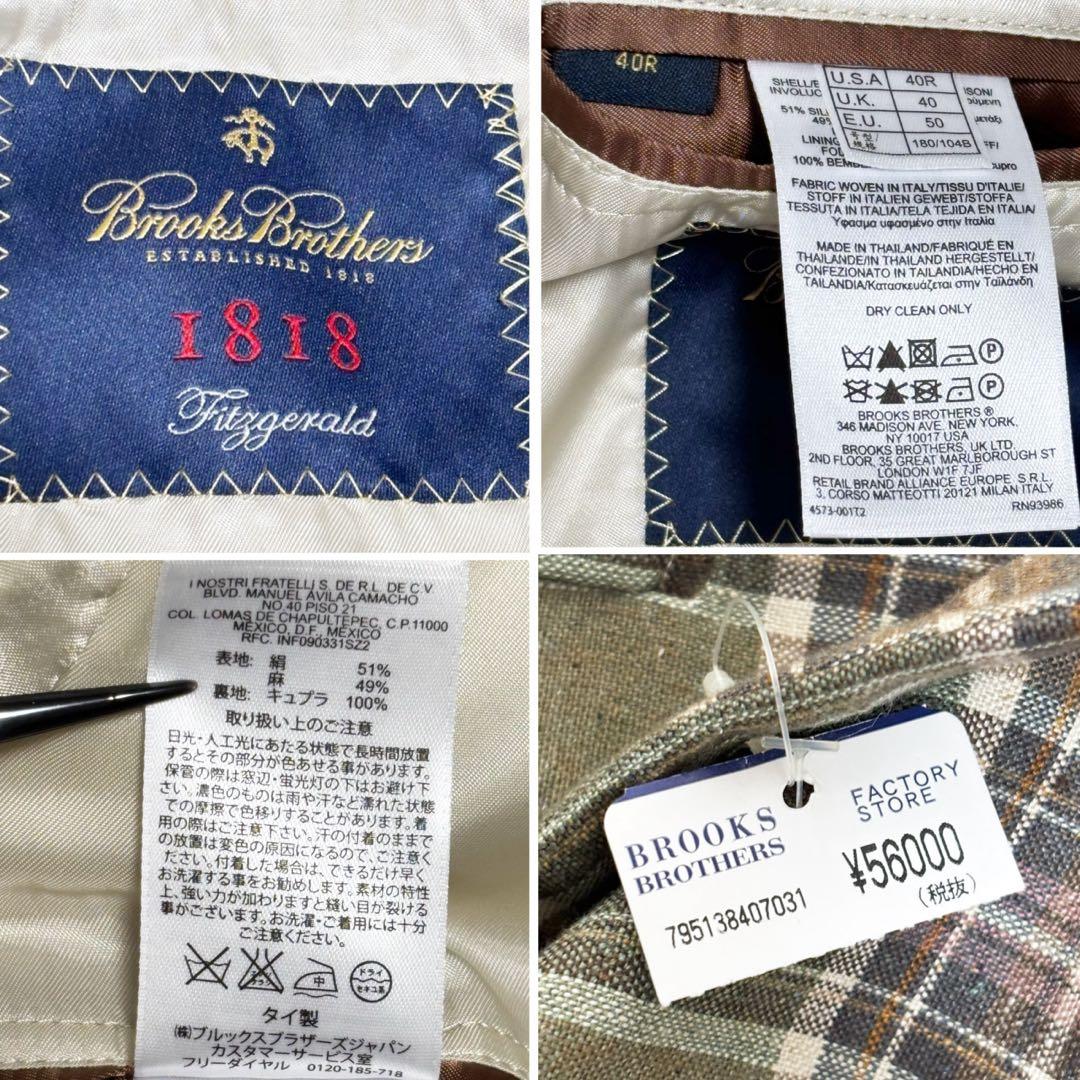 Brooks Brothers
ESTABLISHED 1818
1818
Fitzgerald
40R
U.S.A 40R
U.K. 40
E.U. 50
号型/规格 180/104B
SHELL/E
INVOLUC
51% SIL
49%
LINING
100% BEMB
FABRIC WOVEN IN ITALY/TISSU D'ITALIE/
STOFF IN ITALIEN GEWEBT/STOFFA
TESSUTA IN ITALIA/TELA TEJIDA EN ITALIA/
Υφασμα υφασμένο στην Ιταλία
MADE IN THAILAND/FABRIQUÉ EN
THAILANDE/IN THAILAND HERGESTELLT/
CONFEZIONATO IN TAILANDIA/HECHO EN
TAILANDIA/Κατασκευάζεται στην Ταϊλάνδη
DRY CLEAN ONLY
P
P
BROOKS BROTHERS ®
346 MADISON AVE, NEW YORK,
NY 10017 USA
BROOKS BROTHERS, UK LTD.
2ND FLOOR, 35 GREAT MARLBOROUGH ST
LONDON W1F 7JF
RETAIL BRAND ALLIANCE EUROPE S.R.L.
3, CORSO MATTEOTTI 20121 MILAN ITALY
4573-001T2 RN93986
I NOSTRI FRATELLI S. DE R.L. DE C.V.
BLVD. MANUEL AVILA CAMACHO
NO 40 PISO 21
COL. LOMAS DE CHAPULTEPEC, C.P.11000
MEXICO, D.F., MEXICO
RFC. INF090331SZ2
表地: 絹 51%
麻 49%
裏地: キュプラ 100%
取り扱い上のご注意
日光・人工光にあたる状態で長時間放置
するとその部分が色あせる事があります。
保管の際は窓辺・蛍光灯の下はお避け下
さい。濃色のものは雨や汗など濡れた状態
での摩擦で色移りすることがあります。着
用の際はご注意下さい。汗の付着のままで
の放置は変色の原因になるので、ご注意く
ださい。付着した場合は、できるだけ早く
お洗濯する事をお勧めします。素材の特性
上、強い力が加わりますと縫い目が裂ける
事がございます。お洗濯・ご着用には十分
ご注意ください。
中
ドライ
セキユ系
タイ製
(株)ブルックスブラザーズジャパン
カスタマーサービス室
フリーダイヤル 0120-185-718
BROOKS
BROTHERS
FACTORY
STORE
¥56000
(税抜)
795138407031